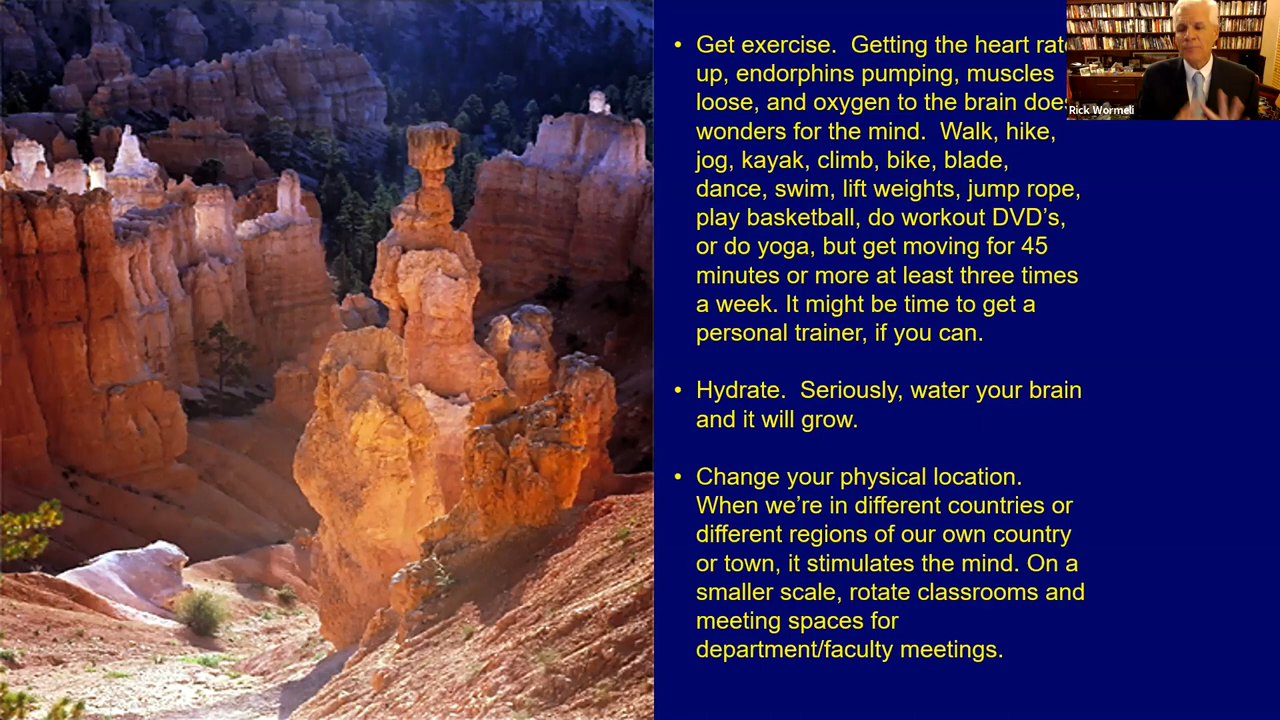 • Get exercise.  Getting the heart rate
up, endorphins pumping, muscles
loose, and oxygen to the brain does
wonders for the mind.  Walk, hike,
jog, kayak, climb, bike, blade,
dance, swim, lift weights, jump rope,
play basketball, do workout DVD’s,
or do yoga, but get moving for 45
minutes or more at least three times
a week. It might be time to get a
personal trainer, if you can.
• Hydrate.  Seriously, water your brain
and it will grow.
• Change your physical location.
When we’re in different countries or
different regions of our own country
or town, it stimulates the mind. On a
smaller scale, rotate classrooms and
meeting spaces for
department/faculty meetings.
Rick Wormeli